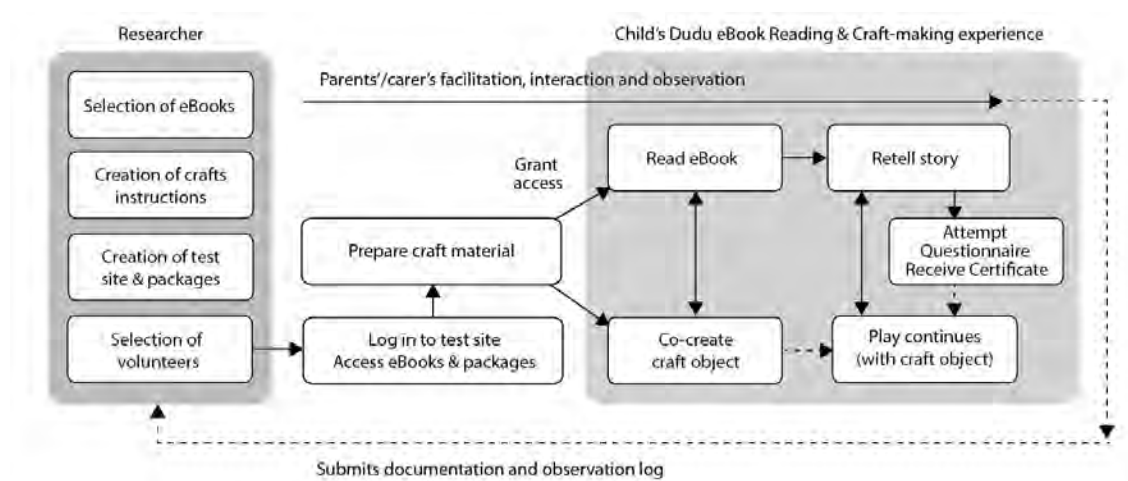 Researcher
Selection of eBooks
Creation of crafts
instructions
Creation of test
site & packages
Selection of
volunteers
Child's Dudu eBook Reading & Craft-making experience
Parents'/carer's facilitation, interaction and observation
Grant
access
Prepare craft material
Log in to test site
Access eBooks & packages
Read eBook
Retell story
Attempt
Questionnaire
Receive Certificate
Co-create
craft object
Play continues
(with craft object)
Submits documentation and observation log